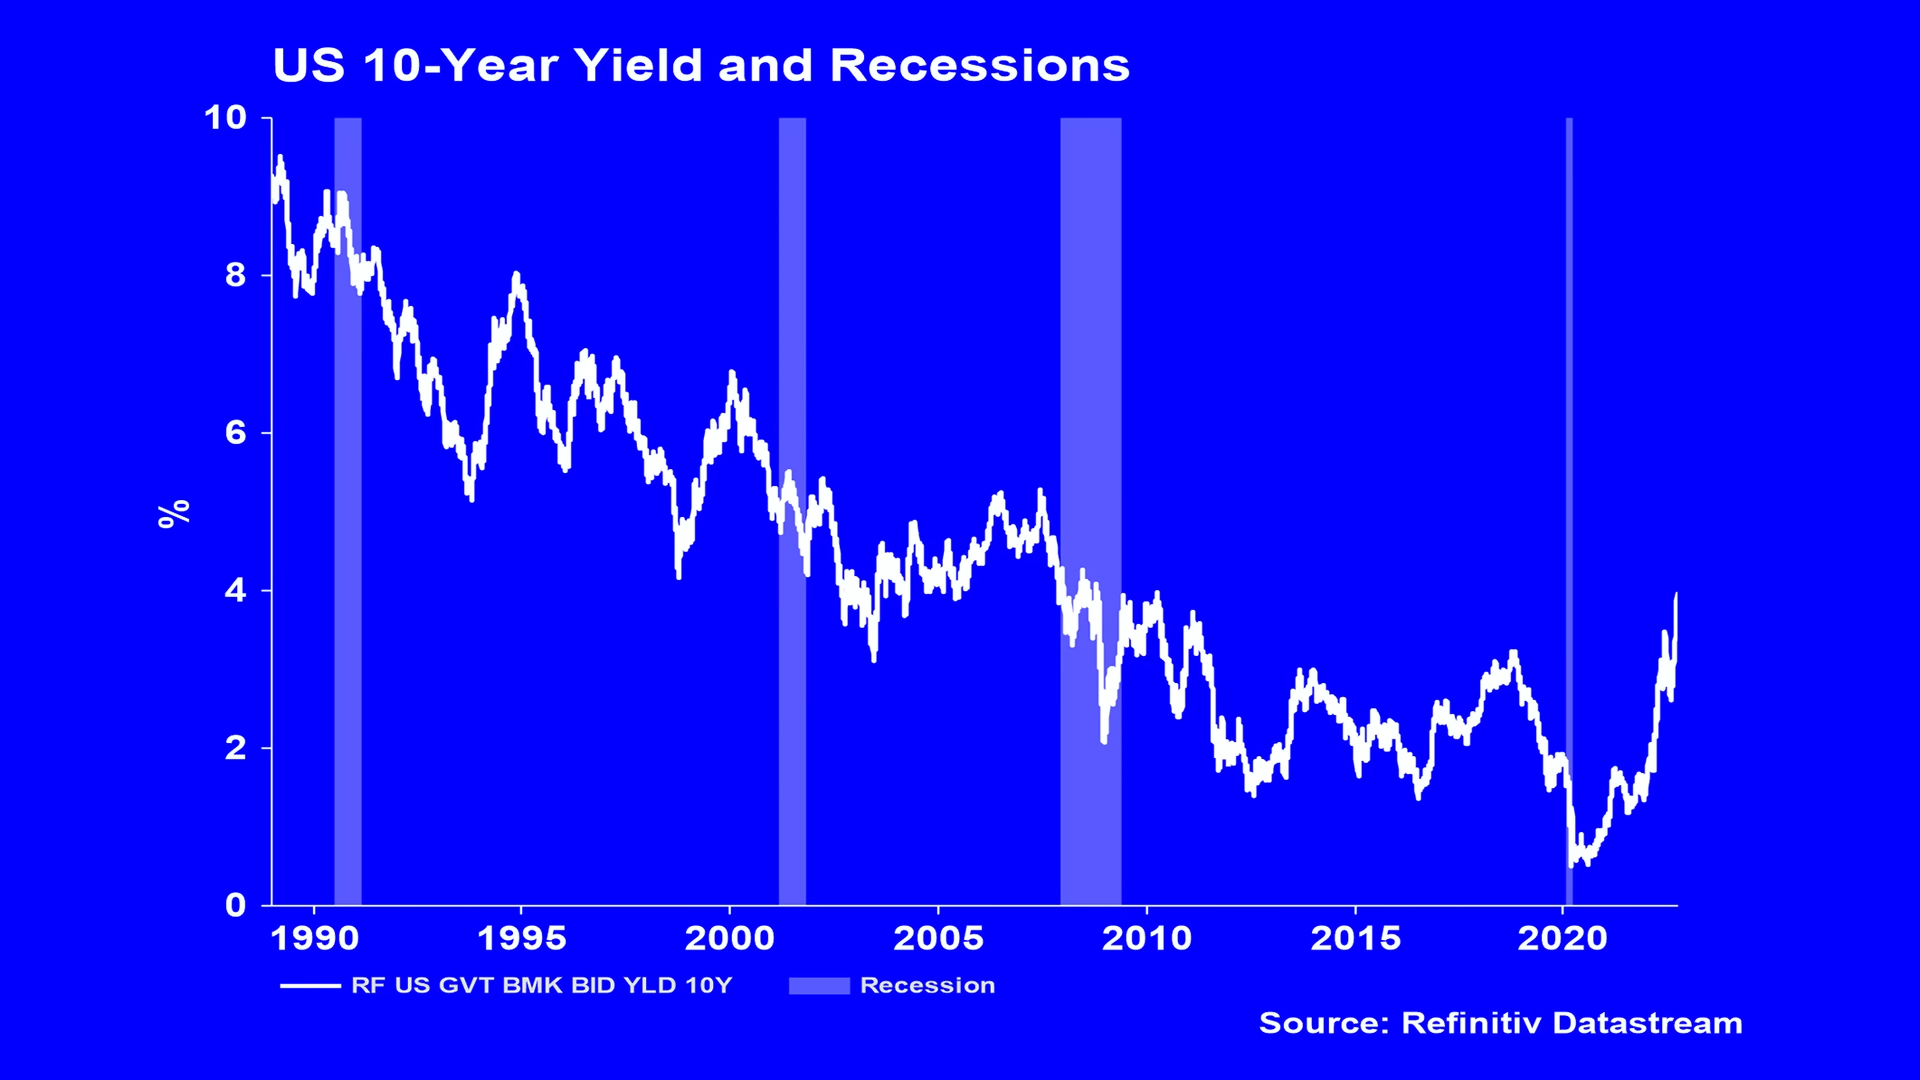 US 10-Year Yield and Recessions
10
8
6
4
2
0
%
1990 1995 2000 2005 2010 2015 2020
RF US GVT BMK BID YLD 10Y Recession
Source: Refinitiv Datastream